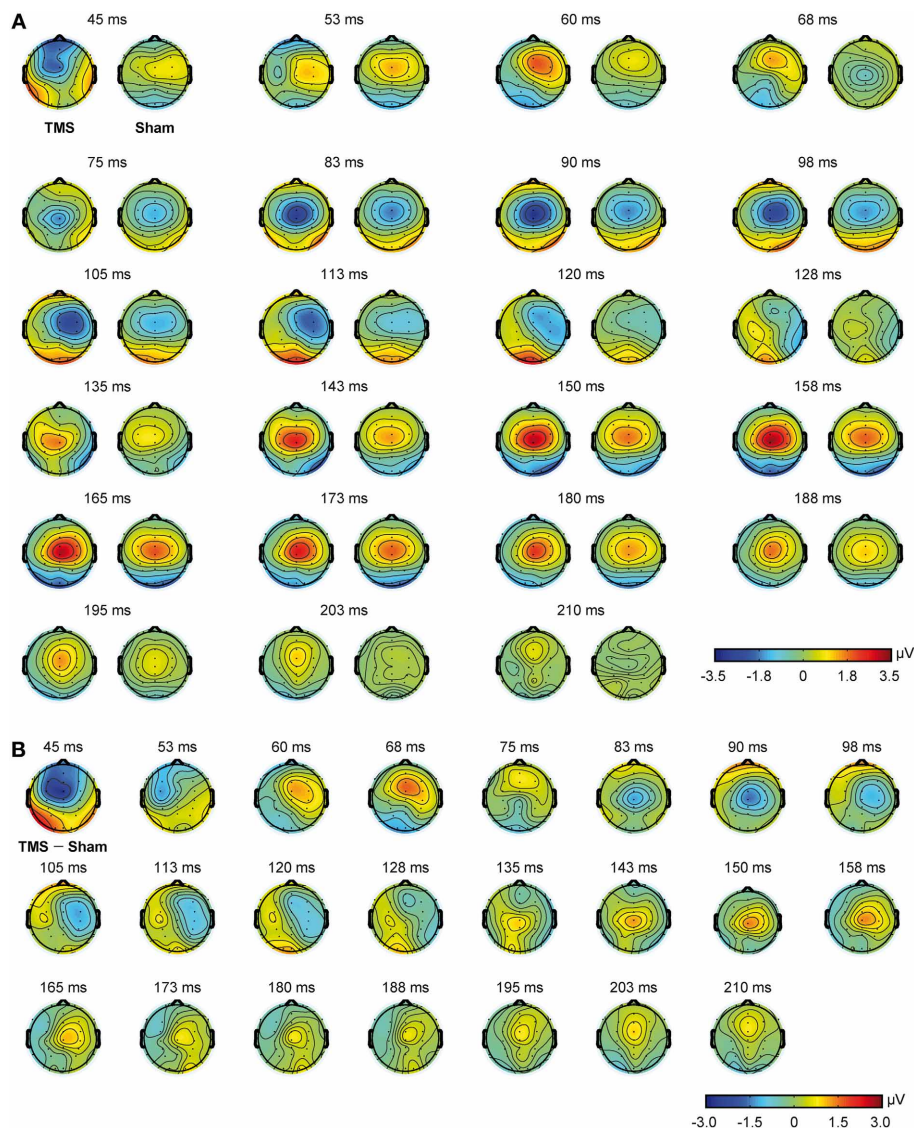 A
45 ms 53 ms 60 ms 68 ms
TMS Sham
75 ms 83 ms 90 ms 98 ms
105 ms 113 ms 120 ms 128 ms
135 ms 143 ms 150 ms 158 ms
165 ms 173 ms 180 ms 188 ms
195 ms 203 ms 210 ms
µV
-3.5 -1.8 0 1.8 3.5
B
45 ms 53 ms 60 ms 68 ms 75 ms 83 ms 90 ms 98 ms
TMS − Sham
105 ms 113 ms 120 ms 128 ms 135 ms 143 ms 150 ms 158 ms
165 ms 173 ms 180 ms 188 ms 195 ms 203 ms 210 ms
µV
-3.0 -1.5 0 1.5 3.0